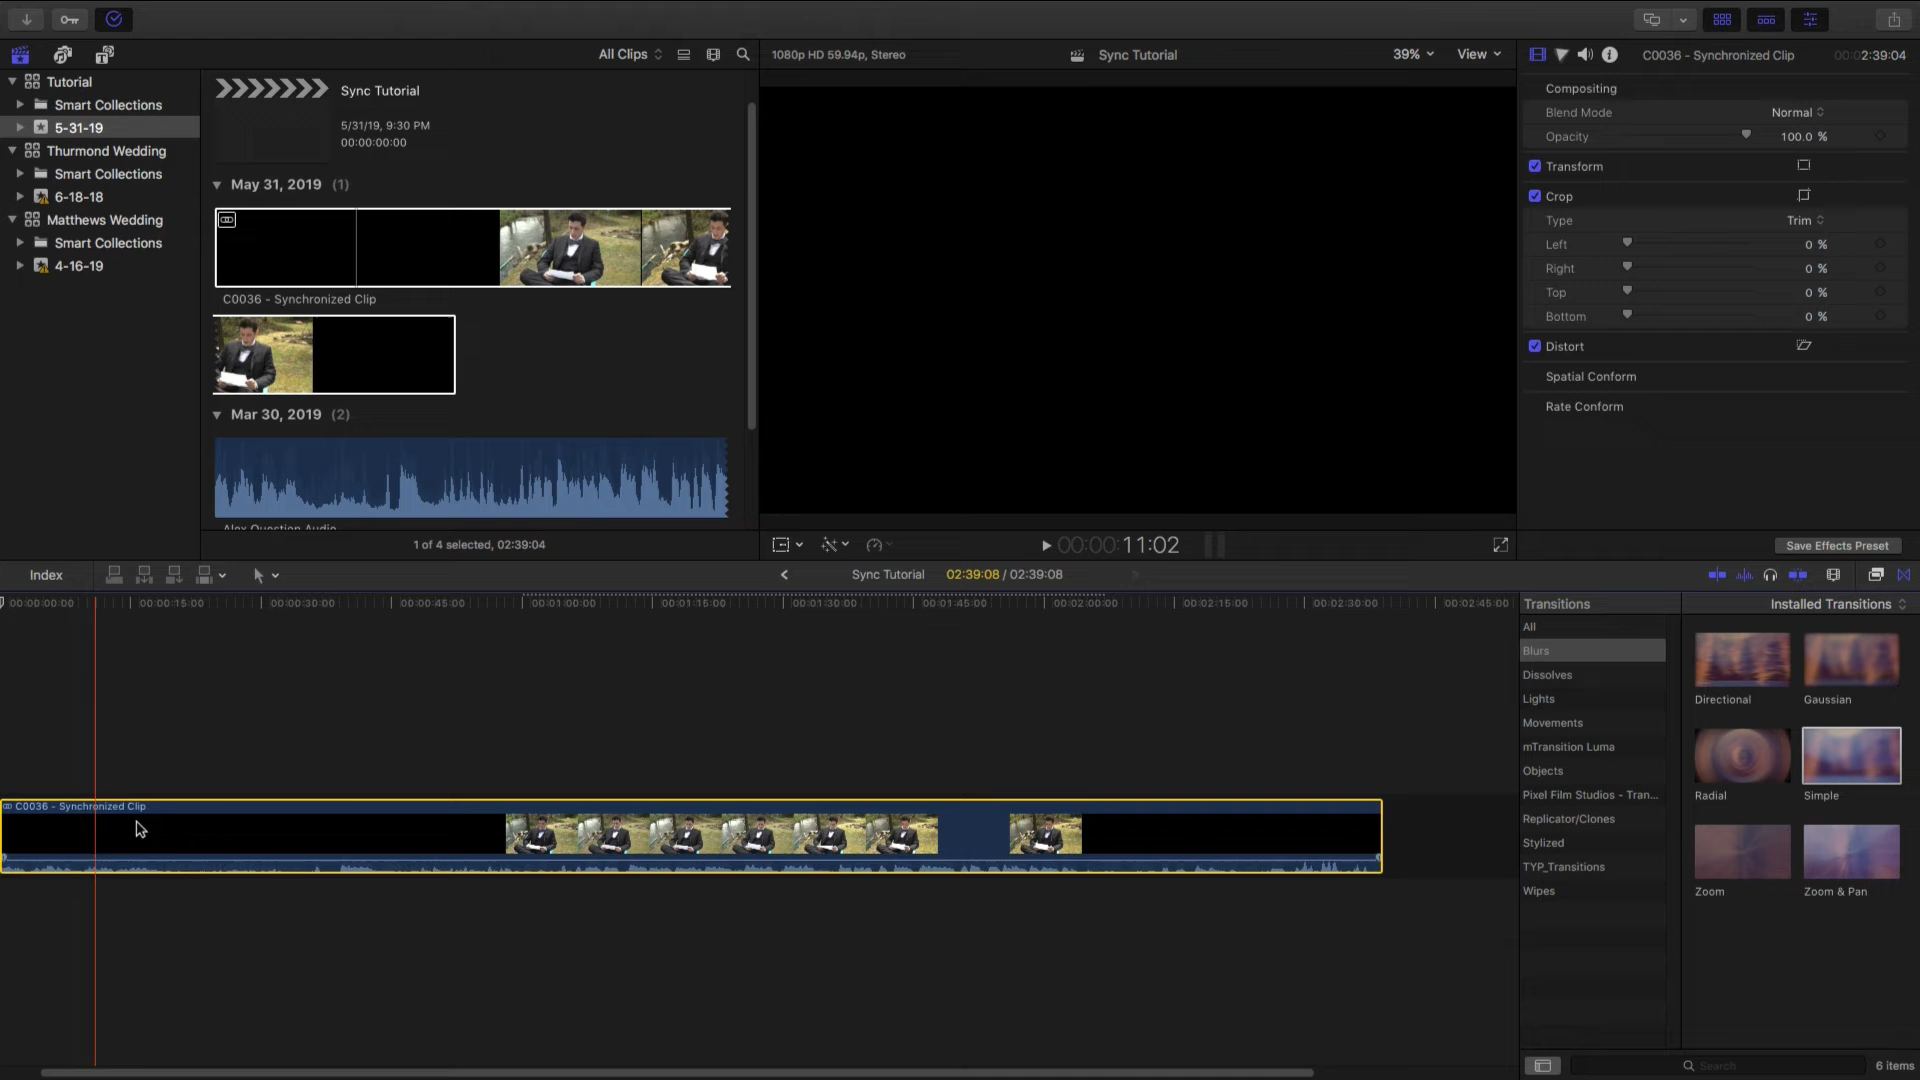 All Clips
1080p HD 59.94p, Stereo
Sync Tutorial
39%
View
C0036 - Synchronized Clip
00:02:39:04
Tutorial
Smart Collections
5-31-19
Thurmond Wedding
Smart Collections
6-18-18
Matthews Wedding
Smart Collections
4-16-19
Sync Tutorial
5/31/19, 9:30 PM
00:00:00:00
May 31, 2019 (1)
C0036 - Synchronized Clip
Mar 30, 2019 (2)
Alex Question Audio
1 of 4 selected, 02:39:04
00:00:11:02
Compositing
Blend Mode
Normal
Opacity
100.0 %
Transform
Crop
Type
Trim
Left
0 %
Right
0 %
Top
0 %
Bottom
0 %
Distort
Spatial Conform
Rate Conform
Save Effects Preset
Index
Sync Tutorial
02:39:08 / 02:39:08
00:00:00:00
00:00:15:00
00:00:30:00
00:00:45:00
00:01:00:00
00:01:15:00
00:01:30:00
00:01:45:00
00:02:00:00
00:02:15:00
00:02:30:00
00:02:45:00
C0036 - Synchronized Clip
Transitions
Installed Transitions
All
Blurs
Dissolves
Lights
Movements
mTransition Luma
Objects
Pixel Film Studios - Tran...
Replicator/Clones
Stylized
TYP_Transitions
Wipes
Directional
Gaussian
Radial
Simple
Zoom
Zoom & Pan
Search
6 items